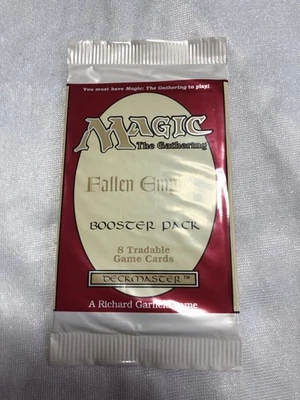 You must have Magic: The Gathering to play!
MAGIC
The Gathering
Fallen Empires
BOOSTER PACK
8 Tradable
Game Cards
DECKMASTER™
A Richard Garfield Game